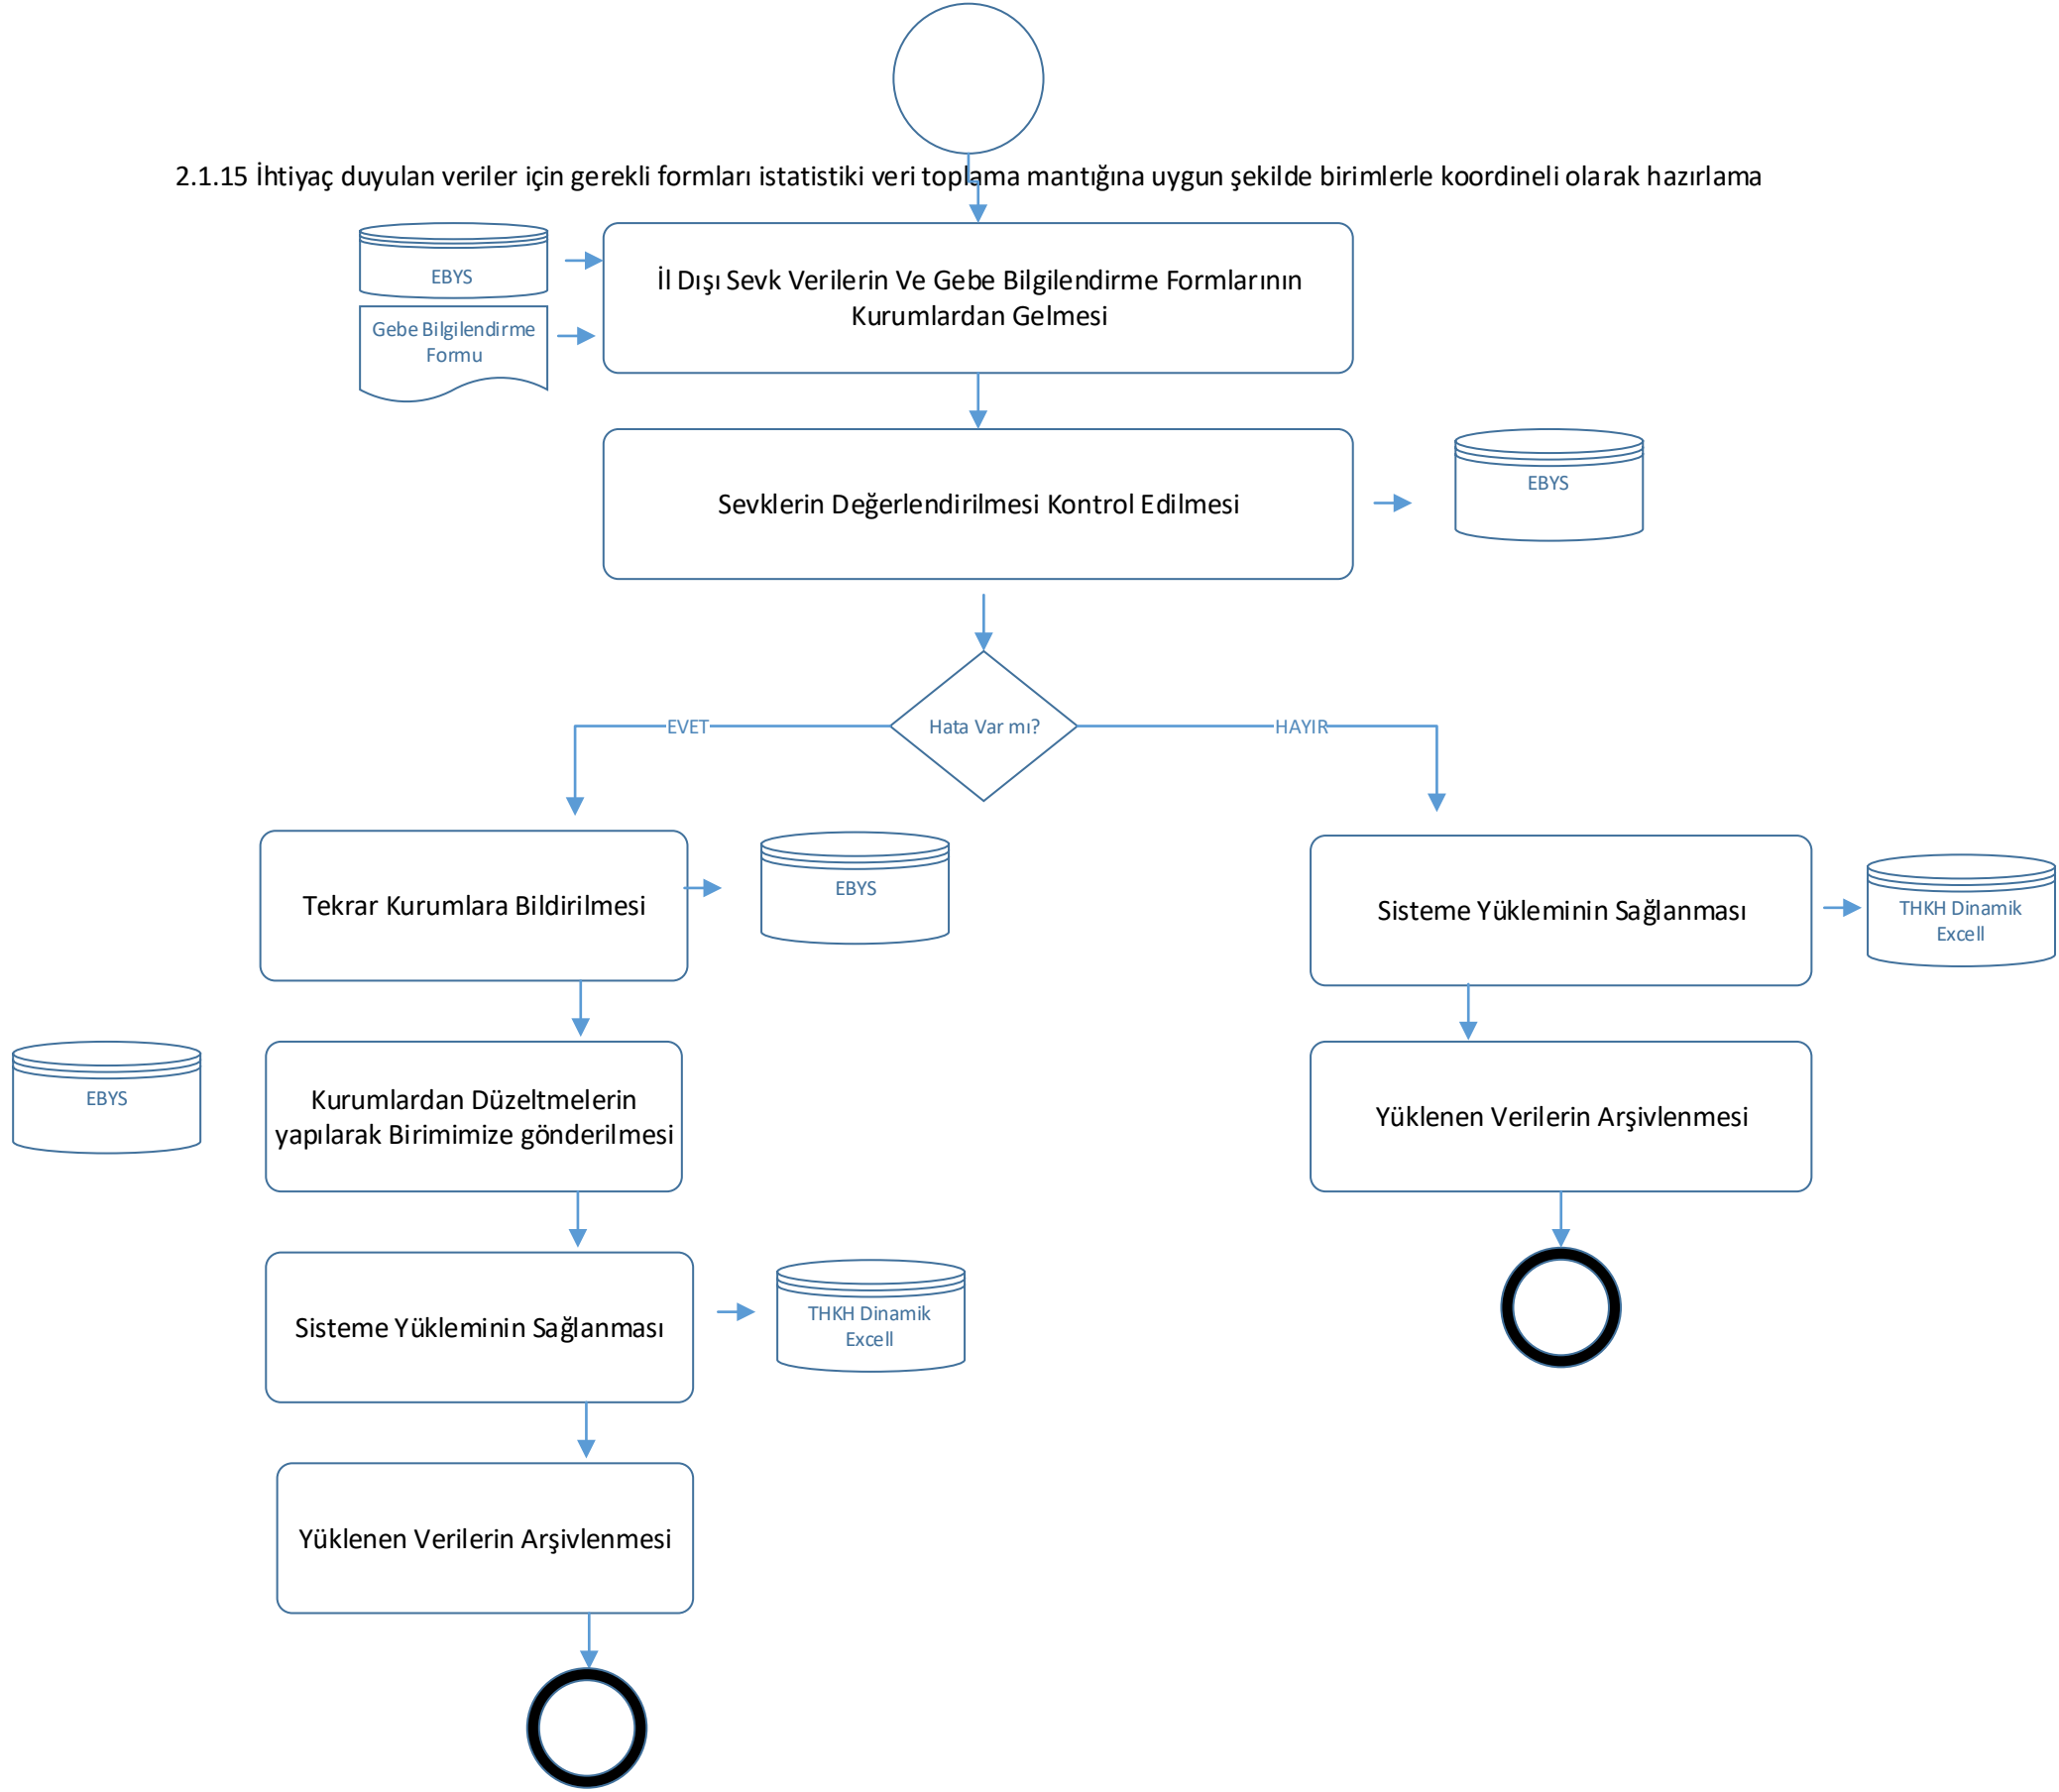 2.1.15 İhtiyaç duyulan veriler için gerekli formları istatistiki veri toplama mantığına uygun şekilde birimlerle koordineli olarak hazırlama
EBYS
Gebe Bilgilendirme
Formu
İl Dışı Sevk Verilerin Ve Gebe Bilgilendirme Formlarının
Kurumlardan Gelmesi
Sevklerin Değerlendirilmesi Kontrol Edilmesi
EBYS
EVET
Hata Var mı?
HAYIR
Tekrar Kurumlara Bildirilmesi
EBYS
Sisteme Yükleminin Sağlanması
THKH Dinamik
Excell
EBYS
Kurumlardan Düzeltmelerin
yapılarak Birimimize gönderilmesi
Yüklenen Verilerin Arşivlenmesi
Sisteme Yükleminin Sağlanması
THKH Dinamik
Excell
Yüklenen Verilerin Arşivlenmesi